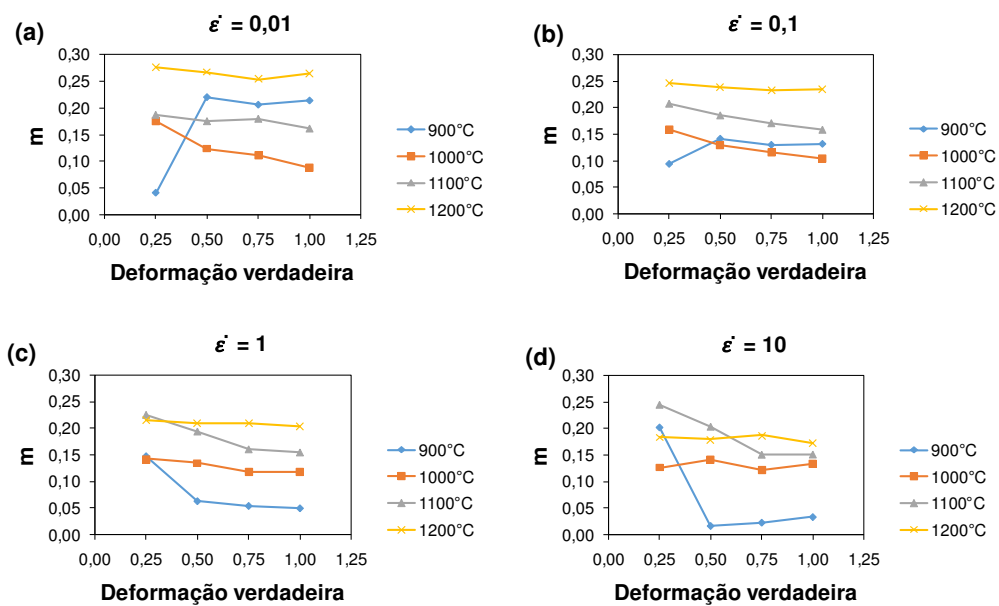 (a)
ε̇ = 0,01
0,30
0,25
0,20
0,15
0,10
0,05
0,00
m
0,00 0,25 0,50 0,75 1,00 1,25
Deformação verdadeira
900°C
1000°C
1100°C
1200°C
(b)
ε̇ = 0,1
0,30
0,25
0,20
0,15
0,10
0,05
0,00
m
0,00 0,25 0,50 0,75 1,00 1,25
Deformação verdadeira
900°C
1000°C
1100°C
1200°C
(c)
ε̇ = 1
0,30
0,25
0,20
0,15
0,10
0,05
0,00
m
0,00 0,25 0,50 0,75 1,00 1,25
Deformação verdadeira
900°C
1000°C
1100°C
1200°C
(d)
ε̇ = 10
0,30
0,25
0,20
0,15
0,10
0,05
0,00
m
0,00 0,25 0,50 0,75 1,00 1,25
Deformação verdadeira
900°C
1000°C
1100°C
1200°C